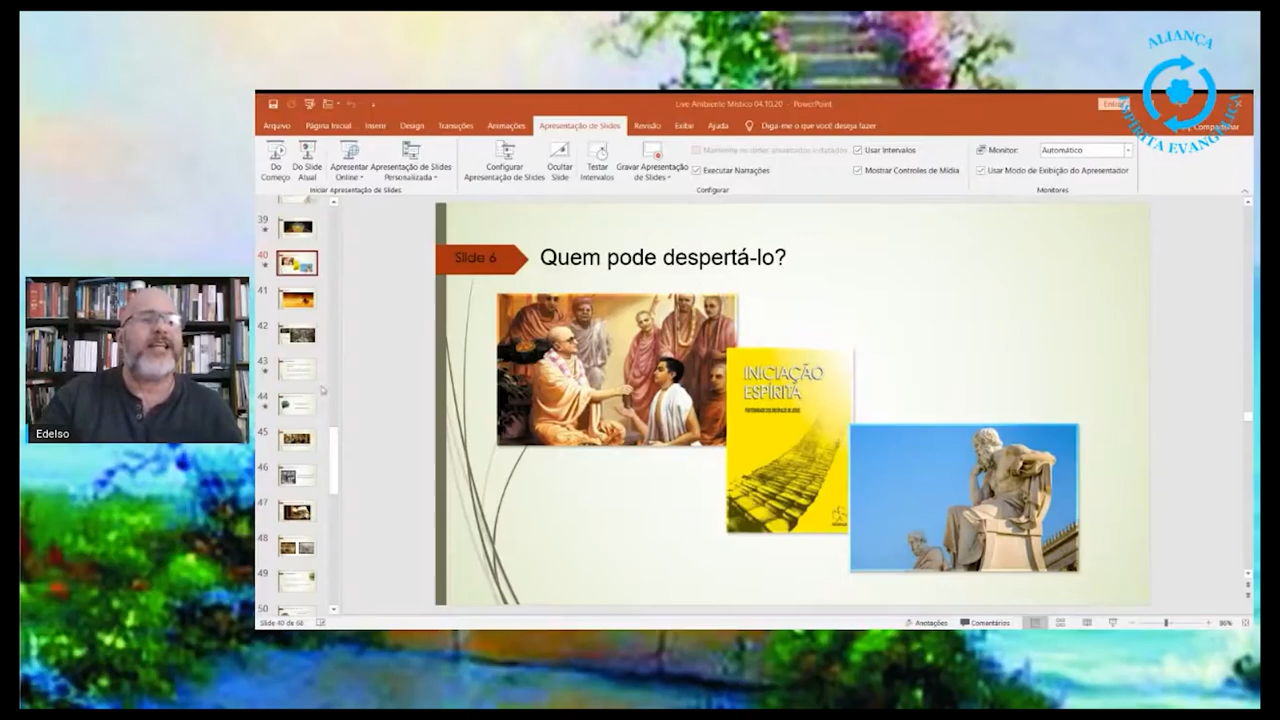 ALIANÇA
ESPÍRITA EVANGÉLICA
Live Ambiente Místico 04.10.20 - PowerPoint
Arquivo Página Inicial Inserir Design Transições Animações Apresentação de Slides Revisão Exibir Ajuda Diga-me o que você deseja fazer
Do Começo
Do Slide Atual
Apresentar Online
Apresentação de Slides Personalizada
Iniciar Apresentação de Slides
Configurar Apresentação de Slides
Ocultar Slide
Testar Intervalos
Gravar Apresentação de Slides
Executar Narrações
Usar Intervalos
Mostrar Controles de Mídia
Configurar
Monitor: Automático
Usar Modo de Exibição do Apresentador
Monitores
39
40
41
42
43
44
45
46
47
48
49
50
Slide 6
Quem pode despertá-lo?
INICIAÇÃO
ESPÍRITA
Edelso
Slide 40 de 68
Anotações
Comentários
86%